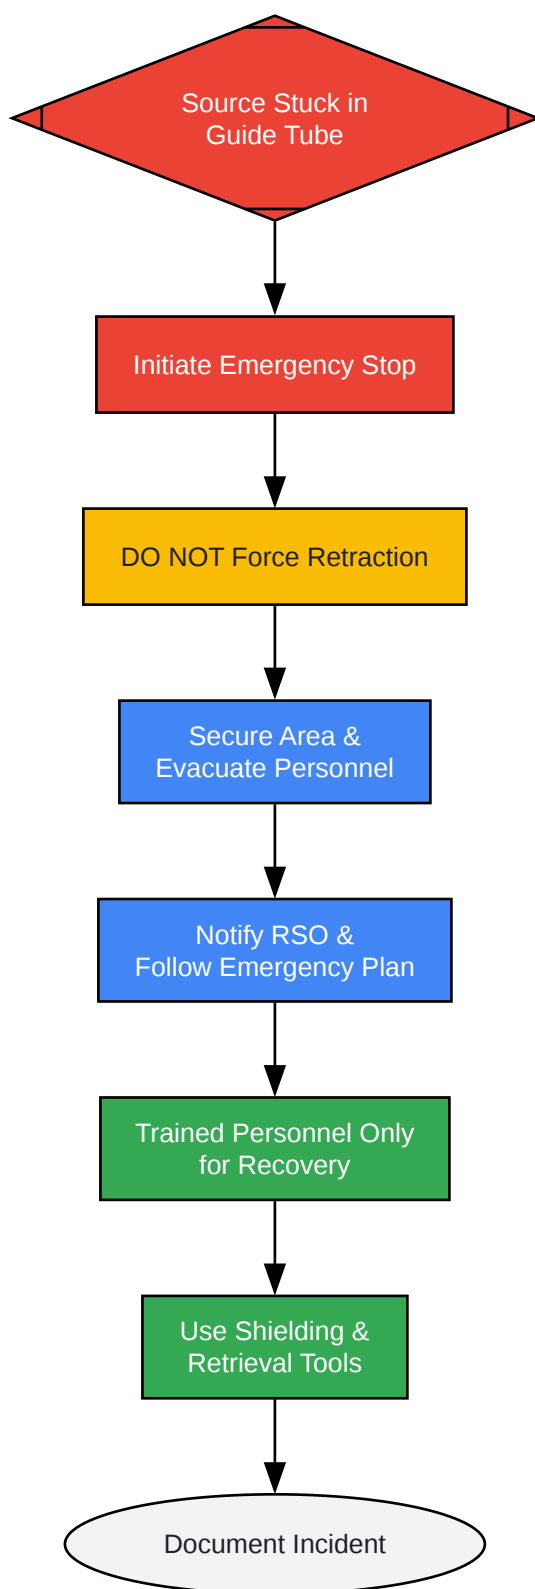 Source Stuck in
Guide Tube
Initiate Emergency Stop
DO NOT Force Retraction
Secure Area &
Evacuate Personnel
Notify RSO &
Follow Emergency Plan
Trained Personnel Only
for Recovery
Use Shielding &
Retrieval Tools
Document Incident